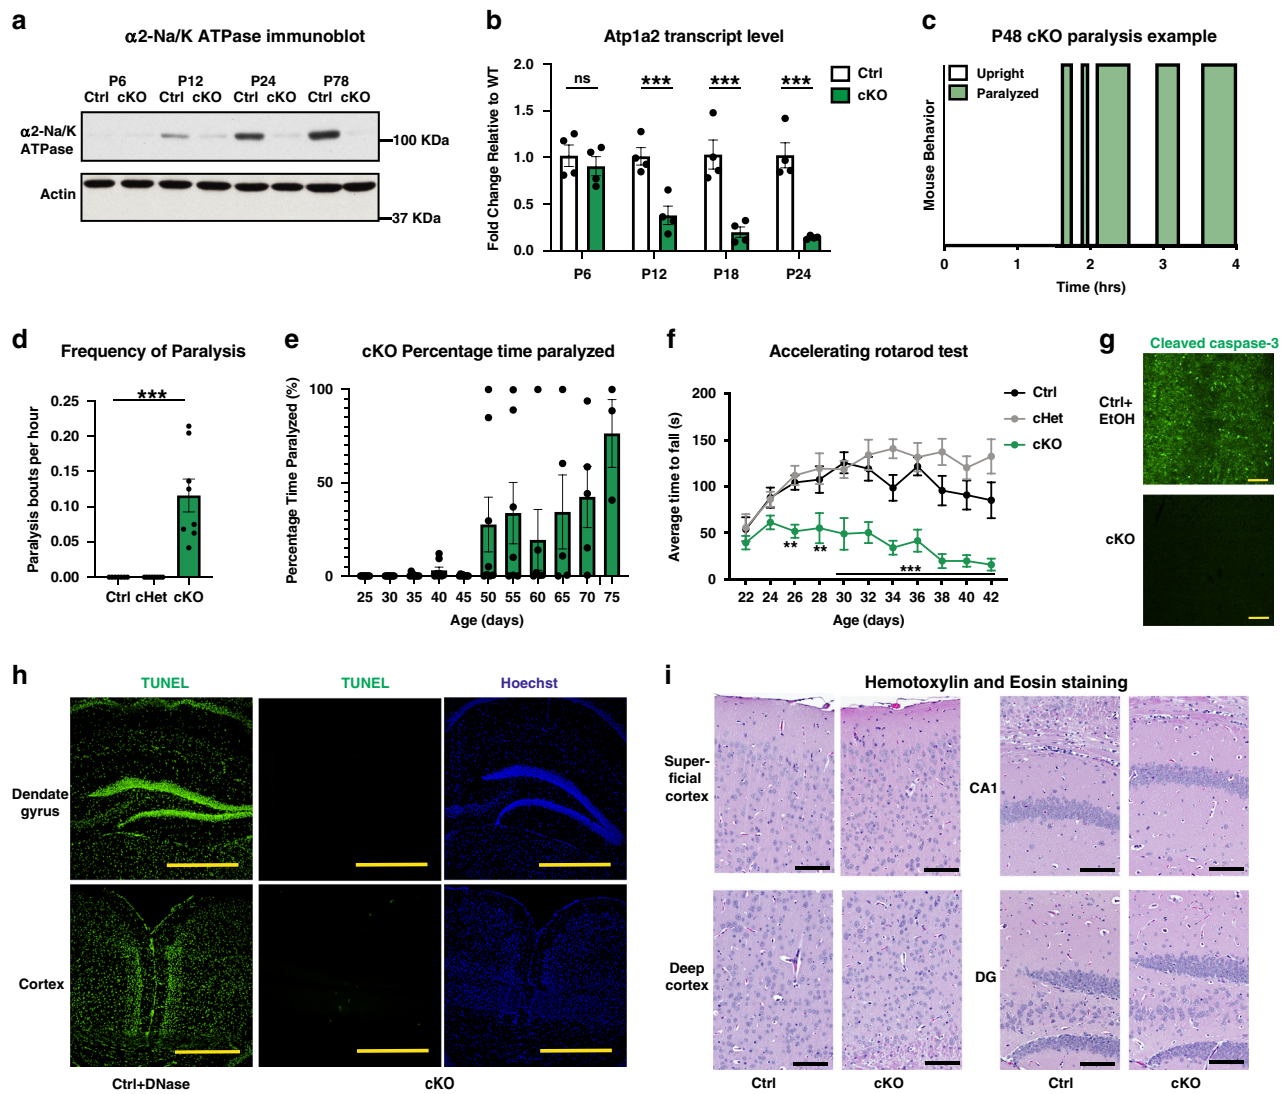 a
α2-Na/K ATPase immunoblot
P6 P12 P24 P78
Ctrl cKO Ctrl cKO Ctrl cKO Ctrl cKO
α2-Na/K
ATPase
100 KDa
Actin
37 KDa
b
Atp1a2 transcript level
Fold Change Relative to WT
2.0
1.5
1.0
0.5
0.0
ns *** *** ***
P6 P12 P18 P24
Ctrl
cKO
c
P48 cKO paralysis example
Upright
Paralyzed
Mouse Behavior
0 1 2 3 4
Time (hrs)
d
Frequency of Paralysis
Paralysis bouts per hour
***
0.25
0.20
0.15
0.10
0.05
0.00
Ctrl cHet cKO
e
cKO Percentage time paralyzed
Percentage Time Paralyzed (%)
100
50
0
25 30 35 40 45 50 55 60 65 70 75
Age (days)
f
Accelerating rotarod test
Average time to fall (s)
200
150
100
50
0
Ctrl
cHet
cKO
** ** ***
22 24 26 28 30 32 34 36 38 40 42
Age (days)
g
Cleaved caspase-3
Ctrl+
EtOH
cKO
h
TUNEL TUNEL Hoechst
Dendate
gyrus
Cortex
Ctrl+DNase cKO
i
Hemotoxylin and Eosin staining
Super-
ficial
cortex
CA1
Deep
cortex
DG
Ctrl cKO Ctrl cKO